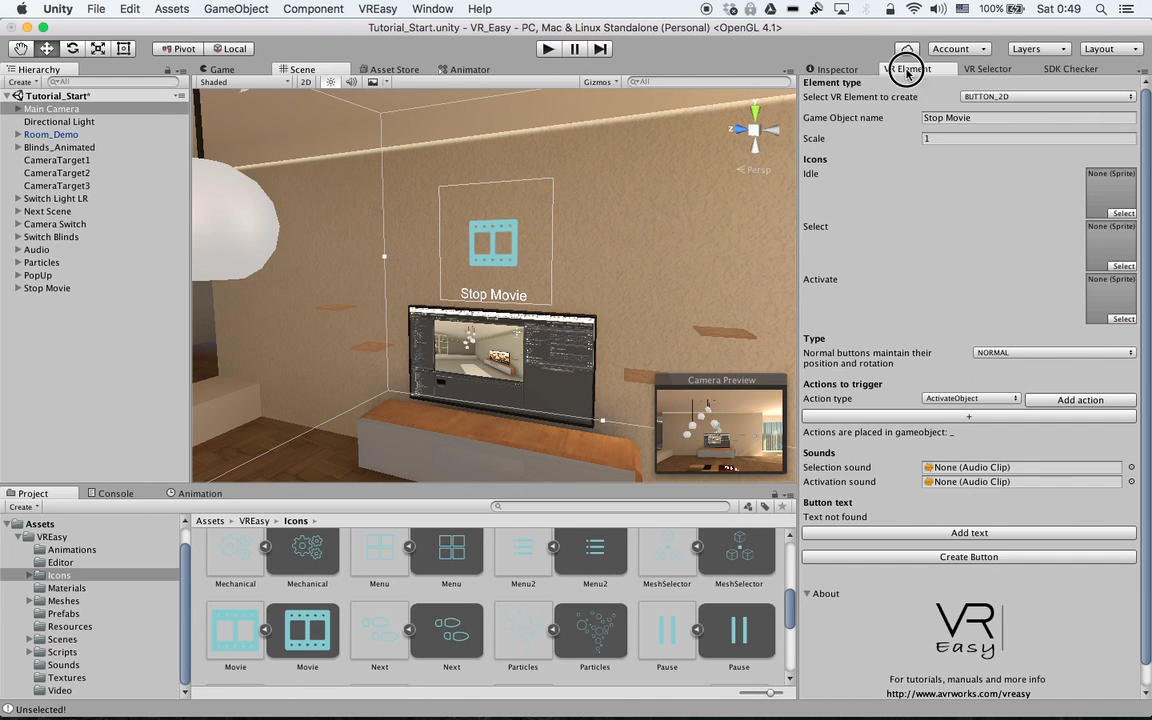 Unity File Edit Assets GameObject Component VREasy Window Help 100% Sat 0:49
Tutorial_Start.unity - VR_Easy - PC, Mac & Linux Standalone (Personal) <OpenGL 4.1>
Pivot Local Account Layers Layout
Hierarchy
Create All
Tutorial_Start*
Main Camera
Directional Light
Room_Demo
Blinds_Animated
CameraTarget1
CameraTarget2
CameraTarget3
Switch Light LR
Next Scene
Camera Switch
Switch Blinds
Audio
Particles
PopUp
Stop Movie
Game Scene Asset Store Animator
Shaded 2D Gizmos All
Stop Movie
z
Persp
Camera Preview
Inspector VR Element VR Selector SDK Checker
Element type
Select VR Element to create BUTTON_2D
Game Object name Stop Movie
Scale 1
Icons
Idle None (Sprite)
Select
Select None (Sprite)
Select
Activate None (Sprite)
Select
Type
Normal buttons maintain their position and rotation NORMAL
Actions to trigger
Action type ActivateObject Add action
+
Actions are placed in gameobject: _
Sounds
Selection sound None (Audio Clip)
Activation sound None (Audio Clip)
Button text
Text not found
Add text
Create Button
About
VR
Easy
For tutorials, manuals and more info
http://www.avrworks.com/vreasy
Project Console Animation
Create
Assets
VREasy
Animations
Editor
Icons
Materials
Meshes
Prefabs
Resources
Scenes
Scripts
Sounds
Textures
Video
Assets VREasy Icons
Mechanical Mechanical Menu Menu Menu2 Menu2 MeshSelector MeshSelector
Movie Movie Next Next Particles Particles Pause Pause
Unselected!